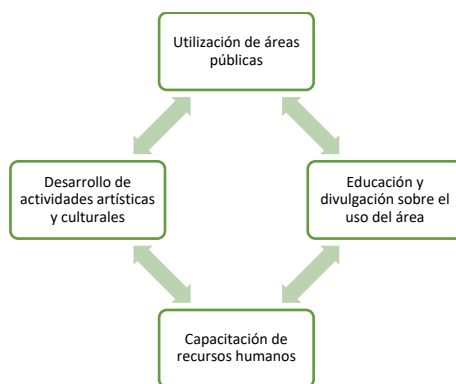 Utilización de áreas
públicas
Desarrollo de
actividades artísticas
y culturales
Educación y
divulgación sobre el
uso del área
Capacitación de
recursos humanos